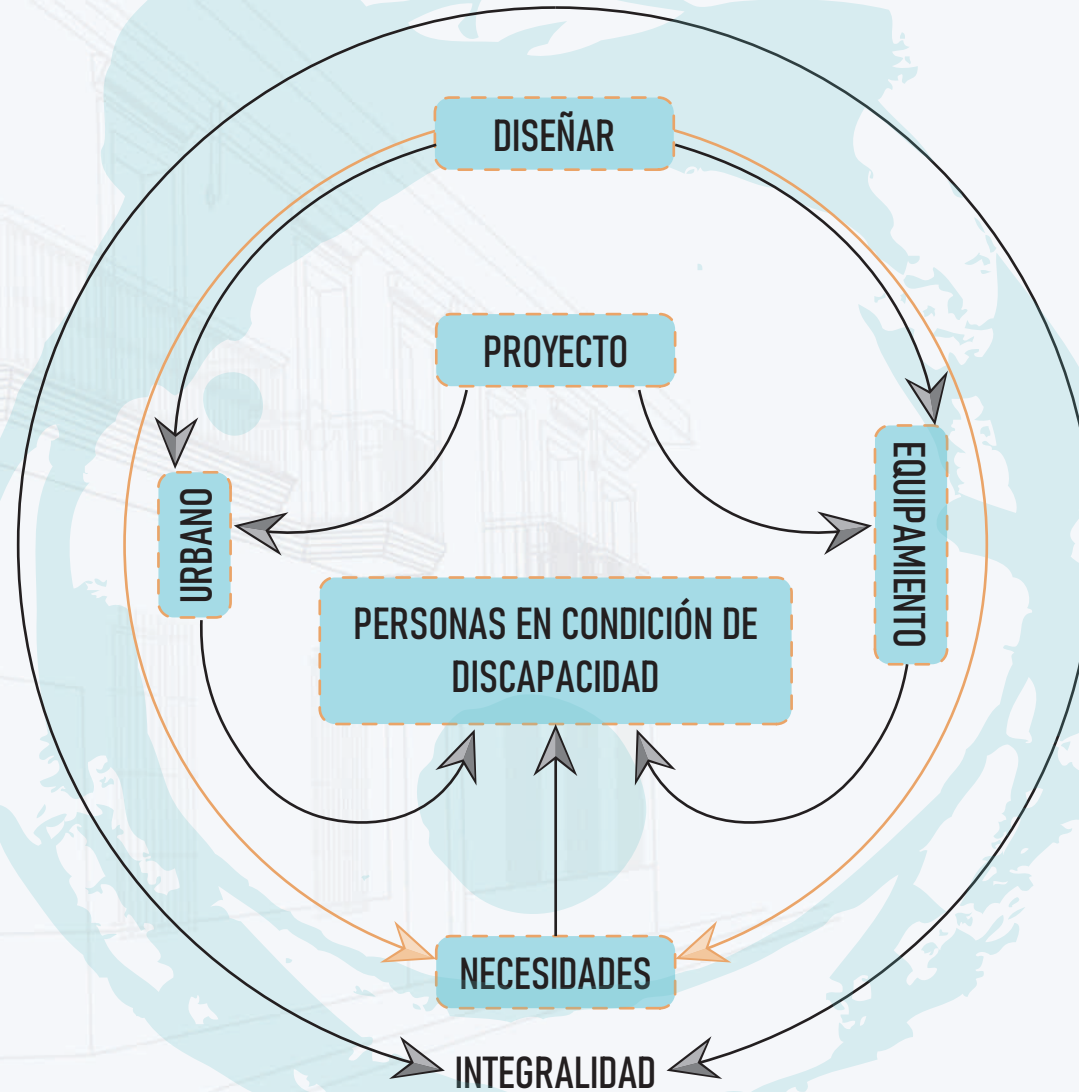 DISEÑAR
PROYECTO
URBANO
EQUIPAMIENTO
PERSONAS EN CONDICIÓN DE
DISCAPACIDAD
NECESIDADES
INTEGRALIDAD